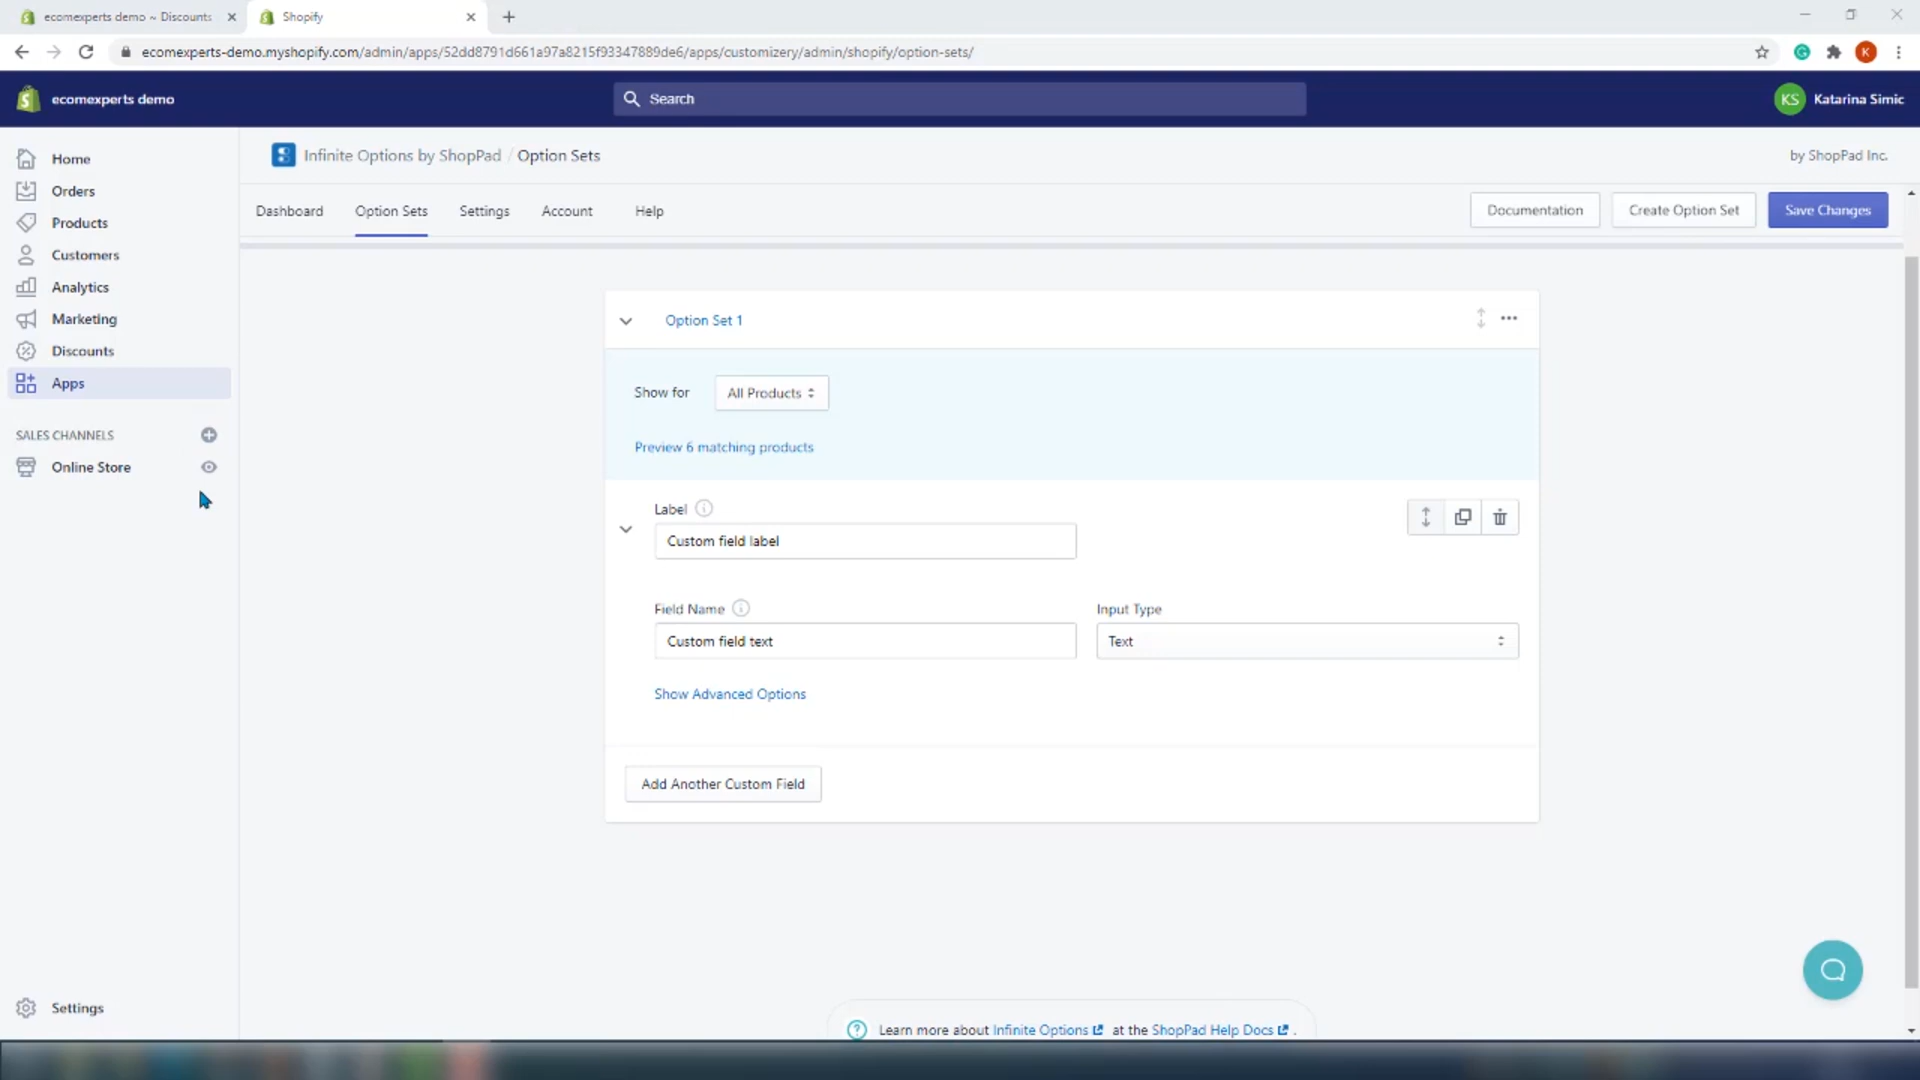 ecomexperts demo ~ Discounts
Shopify
ecomexperts-demo.myshopify.com/admin/apps/52dd8791d661a97a8215f93347889de6/apps/customizery/admin/shopify/option-sets/
K
ecomexperts demo
Search
KS
Katarina Simic
Home
Orders
Products
Customers
Analytics
Marketing
Discounts
Apps
SALES CHANNELS
Online Store
Settings
Infinite Options by ShopPad / Option Sets
by ShopPad Inc.
Dashboard
Option Sets
Settings
Account
Help
Documentation
Create Option Set
Save Changes
Option Set 1
Show for
All Products
Preview 6 matching products
Label
Custom field label
Field Name
Custom field text
Input Type
Text
Show Advanced Options
Add Another Custom Field
Learn more about Infinite Options at the ShopPad Help Docs .